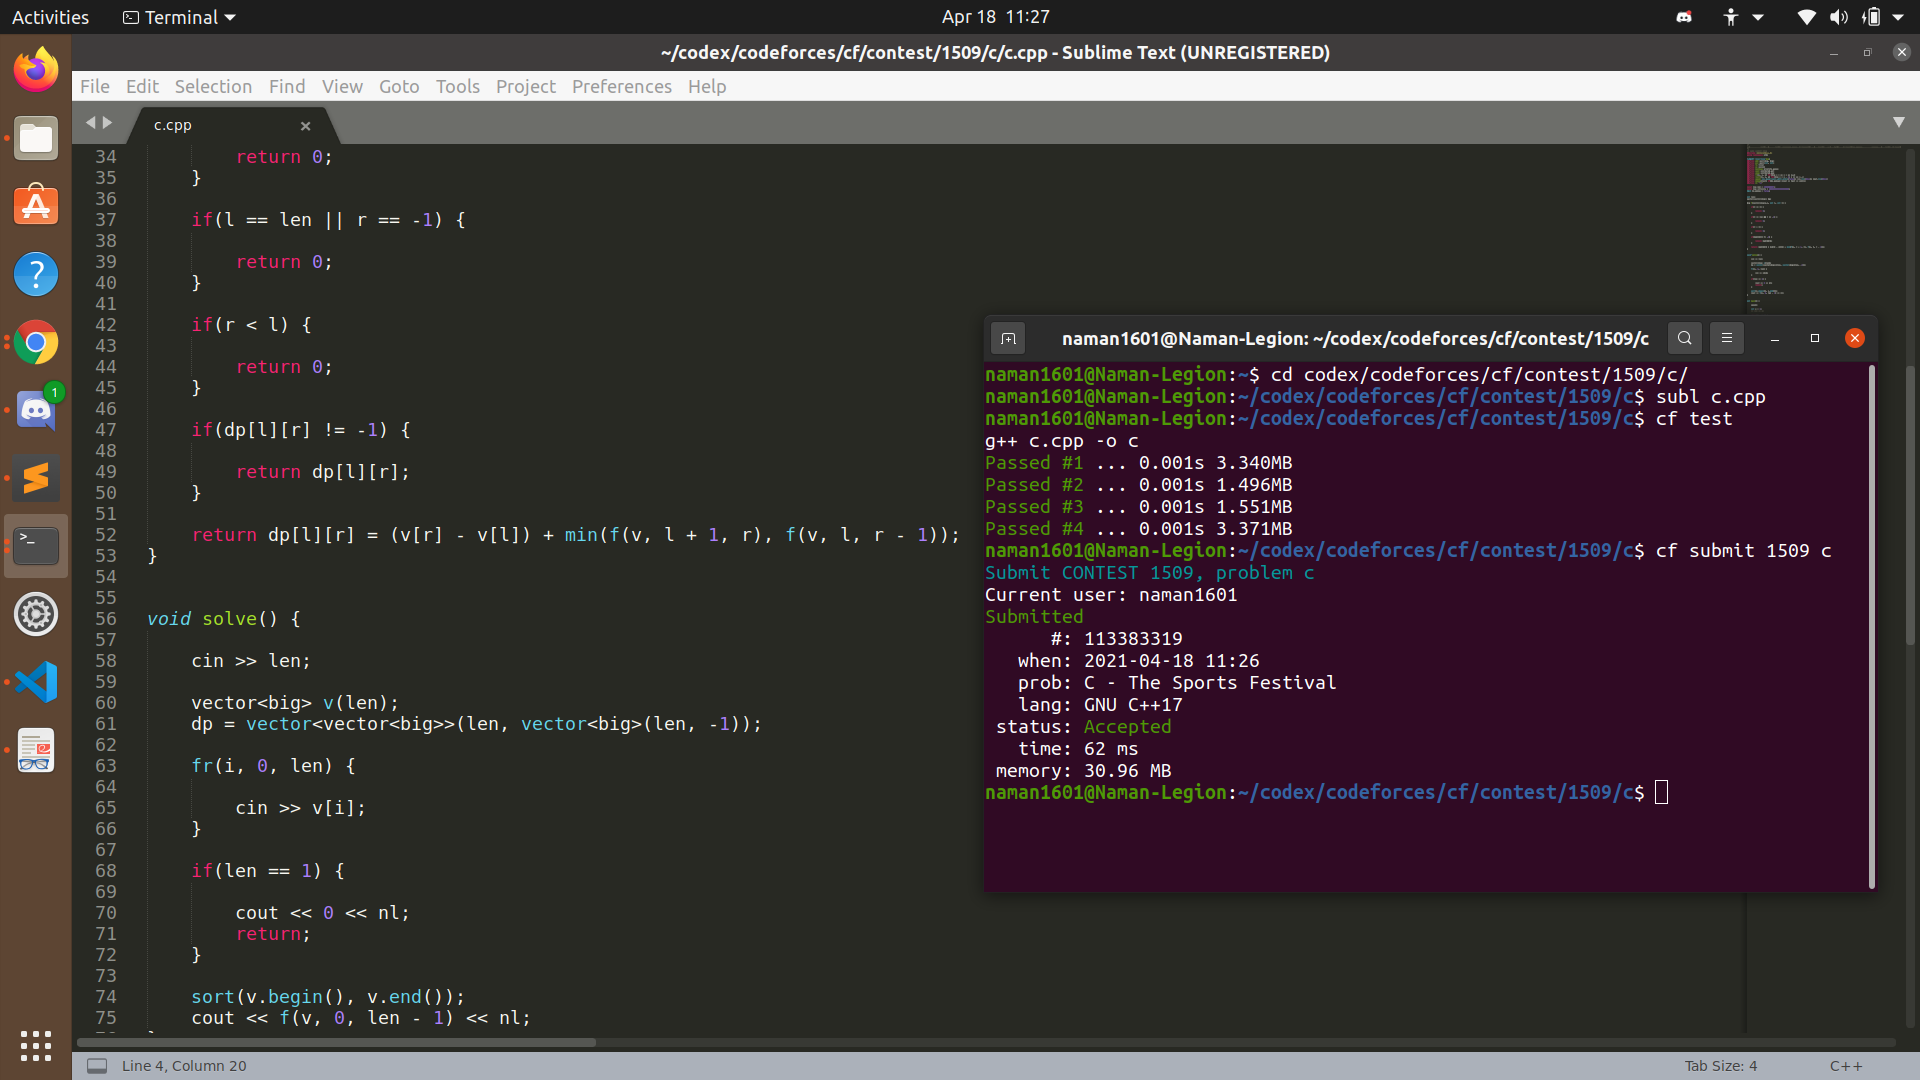 Activities Terminal Apr 18 11:27
~/codex/codeforces/cf/contest/1509/c/c.cpp - Sublime Text (UNREGISTERED)
File Edit Selection Find View Goto Tools Project Preferences Help
c.cpp
34 return 0;
35 }
36
37 if(l == len || r == -1) {
38
39 return 0;
40 }
41
42 if(r < l) {
43
44 return 0;
45 }
46
47 if(dp[l][r] != -1) {
48
49 return dp[l][r];
50 }
51
52 return dp[l][r] = (v[r] - v[l]) + min(f(v, l + 1, r), f(v, l, r - 1));
53 }
54
55
56 void solve() {
57
58 cin >> len;
59
60 vector<big> v(len);
61 dp = vector<vector<big>>(len, vector<big>(len, -1));
62
63 fr(i, 0, len) {
64
65 cin >> v[i];
66 }
67
68 if(len == 1) {
69
70 cout << 0 << nl;
71 return;
72 }
73
74 sort(v.begin(), v.end());
75 cout << f(v, 0, len - 1) << nl;
Line 4, Column 20 Tab Size: 4 C++
1
naman1601@Naman-Legion: ~/codex/codeforces/cf/contest/1509/c
naman1601@Naman-Legion:~$ cd codex/codeforces/cf/contest/1509/c/
naman1601@Naman-Legion:~/codex/codeforces/cf/contest/1509/c$ subl c.cpp
naman1601@Naman-Legion:~/codex/codeforces/cf/contest/1509/c$ cf test
g++ c.cpp -o c
Passed #1 ... 0.001s 3.340MB
Passed #2 ... 0.001s 1.496MB
Passed #3 ... 0.001s 1.551MB
Passed #4 ... 0.001s 3.371MB
naman1601@Naman-Legion:~/codex/codeforces/cf/contest/1509/c$ cf submit 1509 c
Submit CONTEST 1509, problem c
Current user: naman1601
Submitted
#: 113383319
when: 2021-04-18 11:26
prob: C - The Sports Festival
lang: GNU C++17
status: Accepted
time: 62 ms
memory: 30.96 MB
naman1601@Naman-Legion:~/codex/codeforces/cf/contest/1509/c$